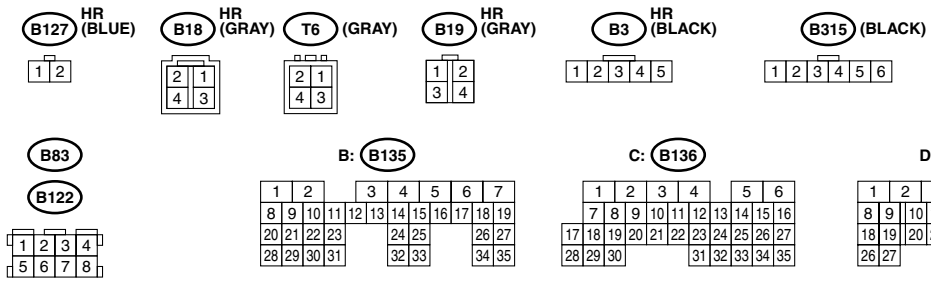 B127 HR (BLUE)
1 2
B18 HR (GRAY)
2 1
4 3
T6 (GRAY)
2 1
4 3
B19 HR (GRAY)
1 2
3 4
B3 HR (BLACK)
1 2 3 4 5
B315 (BLACK)
1 2 3 4 5 6
B83
B122
1 2 3 4
5 6 7 8
B: B135
1 2 3 4 5 6 7
8 9 10 11 12 13 14 15 16 17 18 19
20 21 22 23 24 25 26 27
28 29 30 31 32 33 34 35
C: B136
1 2 3 4 5 6
7 8 9 10 11 12 13 14 15 16
17 18 19 20 21 22 23 24 25 26 27
28 29 30 31 32 33 34 35
D
1 2
8 9 10
18 19 20
26 27